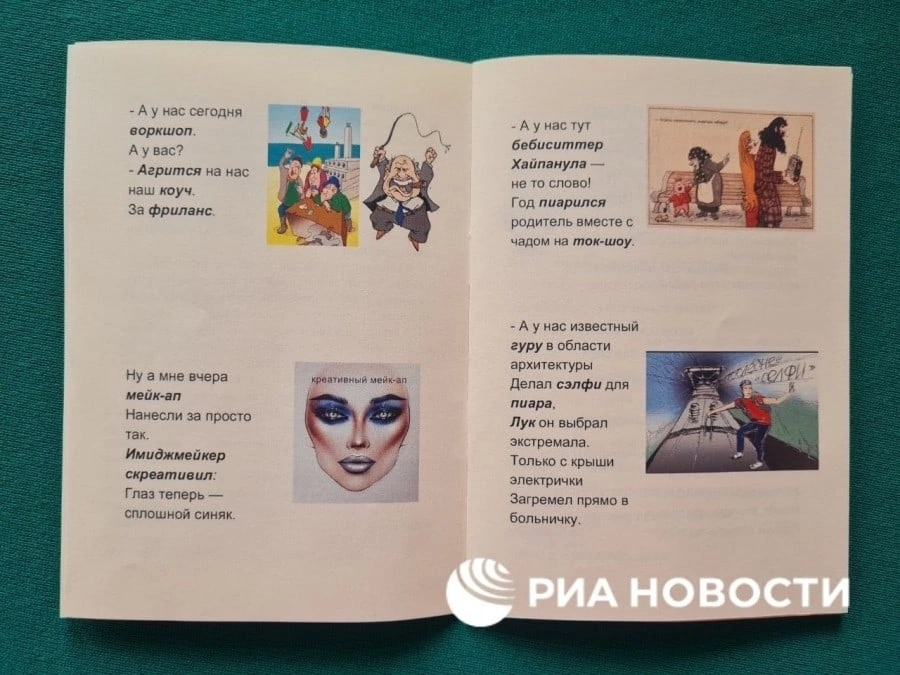 - А у нас сегодня
воркшоп.
А у вас?
- Агрится на нас
наш коуч.
За фриланс.
Ну а мне вчера
мейк-ап
Нанесли за просто
так.
Имиджмейкер
скреативил:
Глаз теперь —
сплошной синяк.
креативный мейк-ап
- А у нас тут
бебиситтер
Хайпанула —
не то слово!
Год пиарился
родитель вместе с
чадом на ток-шоу.
- А у нас известный
гуру в области
архитектуры
Делал сэлфи для
пиара,
Лук он выбрал
экстремала.
Только с крыши
электрички
Загремел прямо в
больничку.
ПОСЛЕДНЕЕ
"СЕЛФИ"
РИА НОВОСТИ